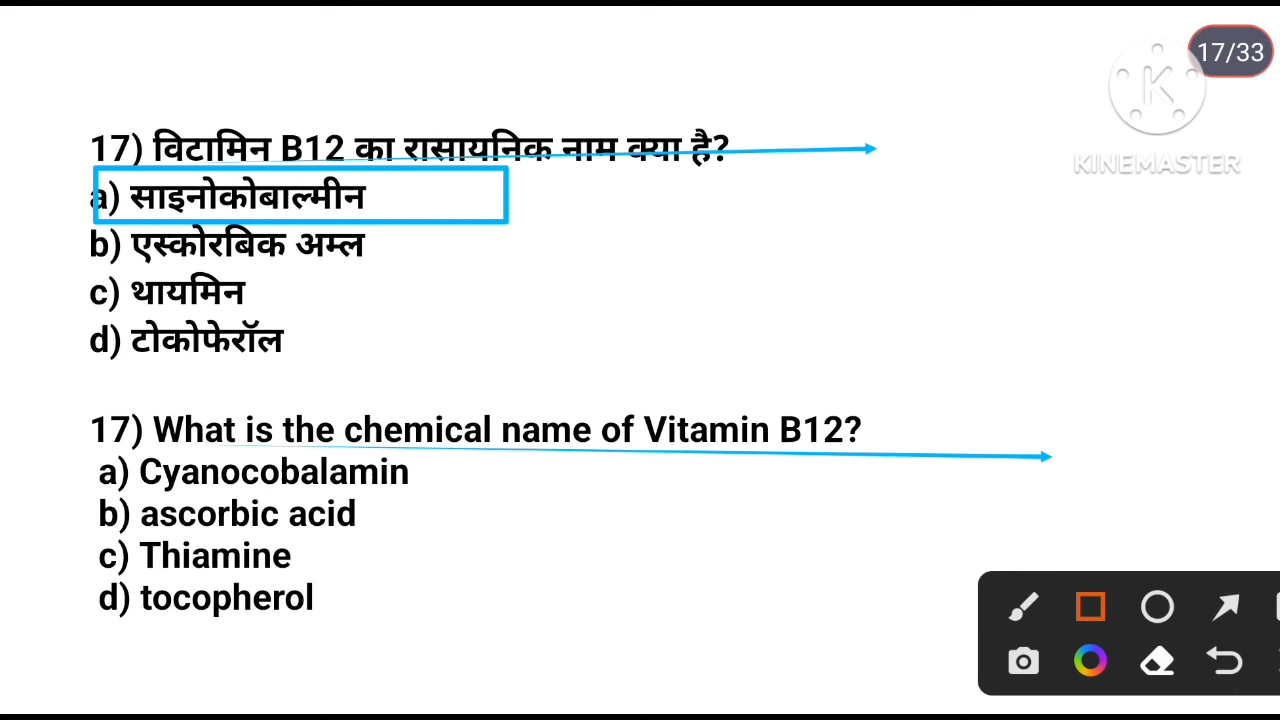 17/33
KINEMASTER
17) विटामिन B12 का रासायनिक नाम क्या है?
a) साइनोकोबाल्मीन
b) एस्कोरबिक अम्ल
c) थायमिन
d) टोकोफेरॉल
17) What is the chemical name of Vitamin B12?
a) Cyanocobalamin
b) ascorbic acid
c) Thiamine
d) tocopherol